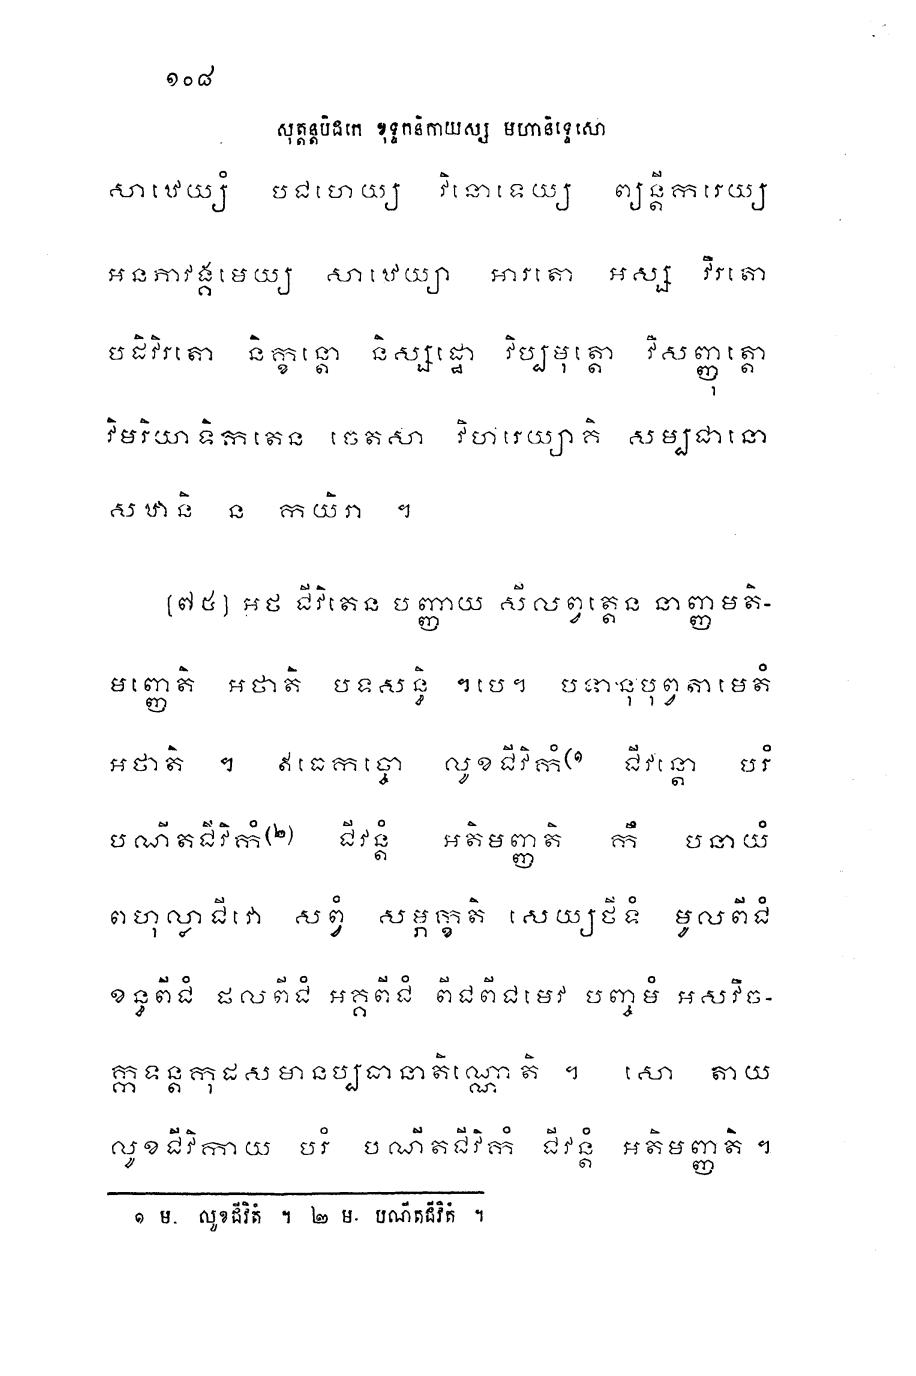 ១០៨
សុត្តន្តបិដកេ ខុទ្ទកនិកាយស្ស មហានិទ្ទេសោ
សាឋេយ្យំ បជហេយ្យ វិនោទេយ្យ ព្យន្តីករេយ្យ
អនភាវង្គមេយ្យ សាឋេយ្យា អារតោ អស្ស វិរតោ
បដិវិរតោ និក្ខន្តោ និស្សដ្ឋោ វិប្បមុត្តោ វិសញ្ញុត្តោ
វិមរិយាទិកតេន ចេតសា វិហរេយ្យាតិ សម្បជានោ
សឋានិ ន កយិរា ។
[៧៥] អថ ជីវិតេន បញ្ញាយ សីលព្វត្តេន នាញ្ញមតិ-
មញ្ញេតិ អថាតិ បទសន្ធិ ។បេ។ បទានុបុព្វតាមេតំ
អថាតិ ។ ឥធេកច្ចោ លូខជីវិកំ(១ ជីវន្តោ បរំ
បណីតជីវិកំ(២) ជីវន្តំ អតិមញ្ញតិ កឹ បនាយំ
ពហុល្លាជីវោ សព្វំ សម្ភក្ខតិ សេយ្យថីទំ មូលពីជំ
ខន្ធពីជំ ផលពីជំ អគ្គពីជំ ពីជពីជមេវ បញ្ចមំ អសវិច-
ក្កទន្តកុដសមានប្បធានាតិណ្ណោតិ ។ សោ តាយ
លូខជីវិកាយ បរំ បណីតជីវិកំ ជីវន្តំ អតិមញ្ញតិ ។
១ ម. លូខជីវិតំ ។ ២ ម. បណីតជីវិតំ ។